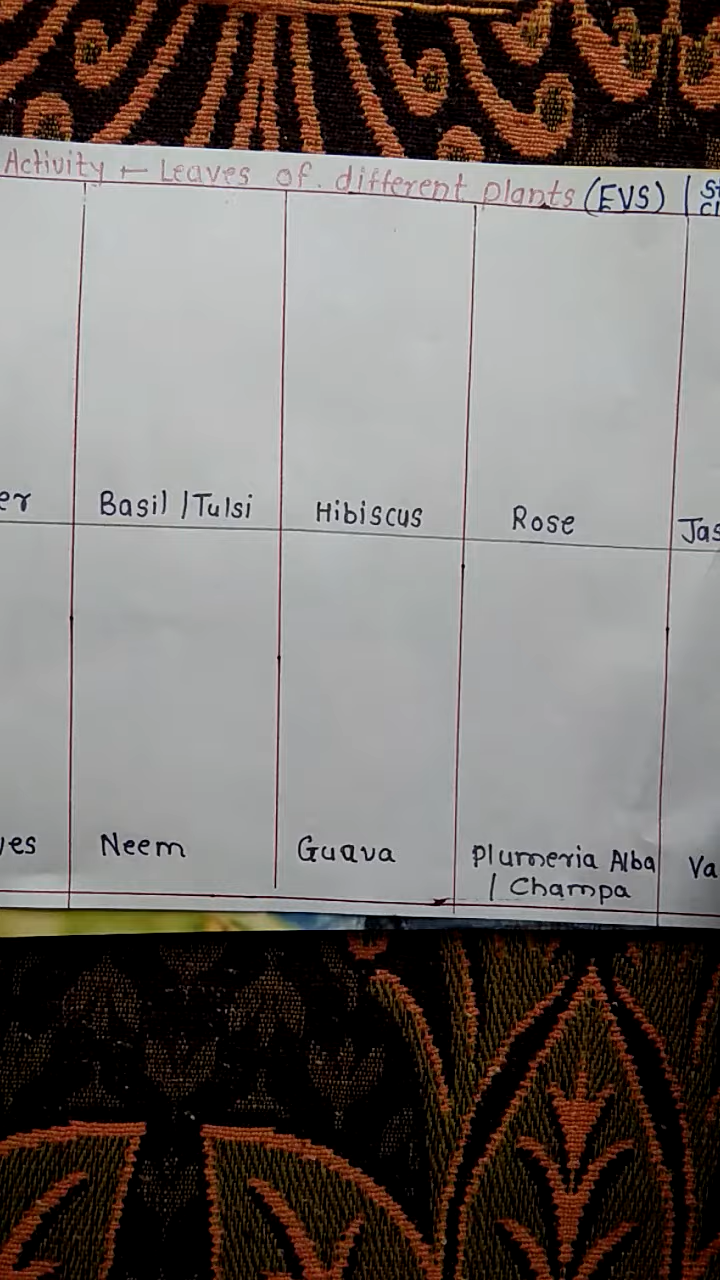 Activity - Leaves of different plants (EVS)
Basil / Tulsi
Hibiscus
Rose
Neem
Guava
Plumeria Alba
/ Champa